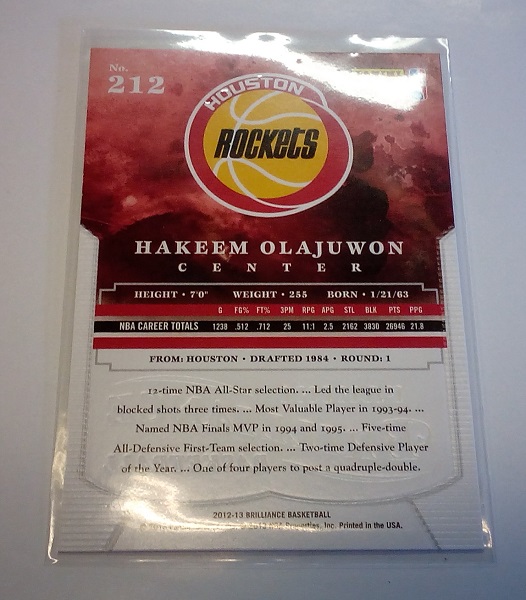 No.
212
PANINI
HOUSTON
ROCKETS
HAKEEM OLAJUWON
CENTER
HEIGHT • 7'0" WEIGHT • 255 BORN • 1/21/63
G FG% FT% 3PM RPG APG STL BLK PTS PPG
NBA CAREER TOTALS 1238 .512 .712 25 11.1 2.5 2162 3830 26946 21.8
FROM: HOUSTON • DRAFTED 1984 • ROUND: 1
12-time NBA All-Star selection. ... Led the league in
blocked shots three times. ... Most Valuable Player in 1993-94. ...
Named NBA Finals MVP in 1994 and 1995. ... Five-time
All-Defensive First-Team selection. ... Two-time Defensive Player
of the Year. ... One of four players to post a quadruple-double.
2012-13 BRILLIANCE BASKETBALL
Properties, Inc. Printed in the USA.